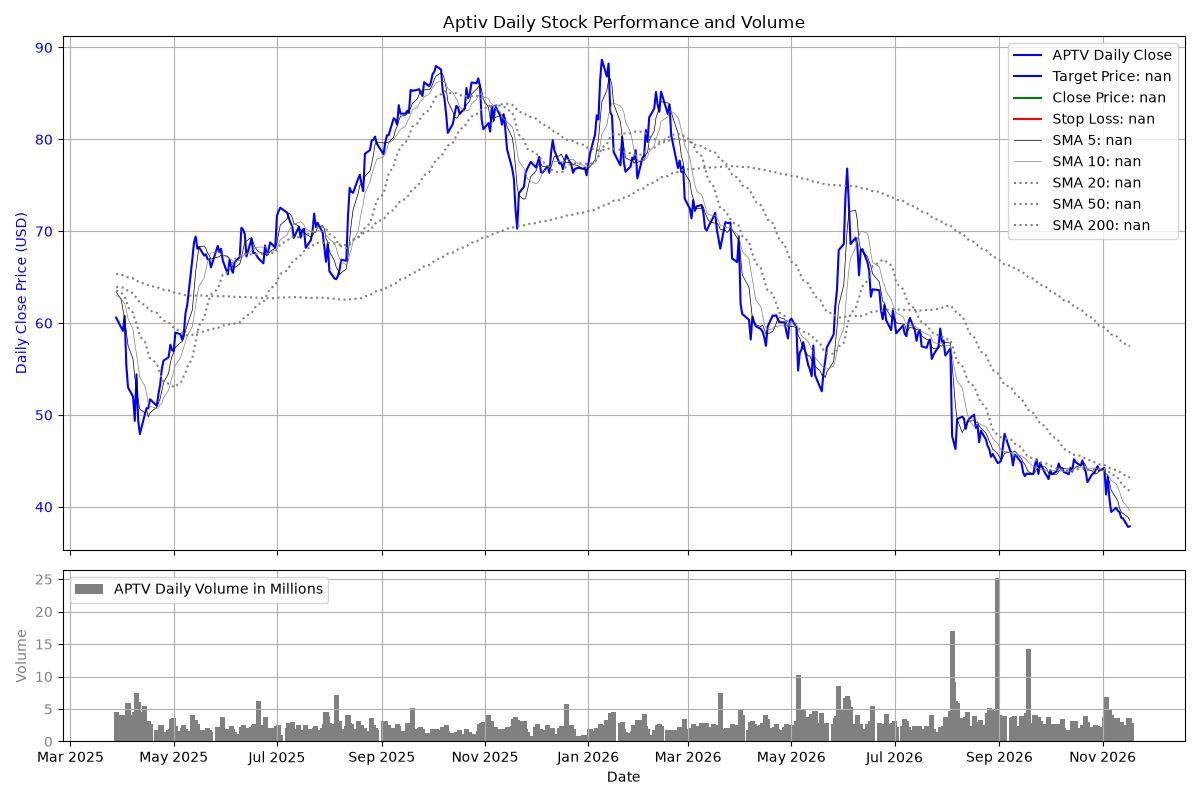 Aptiv Daily Stock Performance and Volume
Daily Close Price (USD)
90
80
70
60
50
40
APTV Daily Close
Target Price: nan
Close Price: nan
Stop Loss: nan
SMA 5: nan
SMA 10: nan
SMA 20: nan
SMA 50: nan
SMA 200: nan
Volume
25
20
15
10
5
0
APTV Daily Volume in Millions
Mar 2025 May 2025 Jul 2025 Sep 2025 Nov 2025 Jan 2026 Mar 2026 May 2026 Jul 2026 Sep 2026 Nov 2026
Date